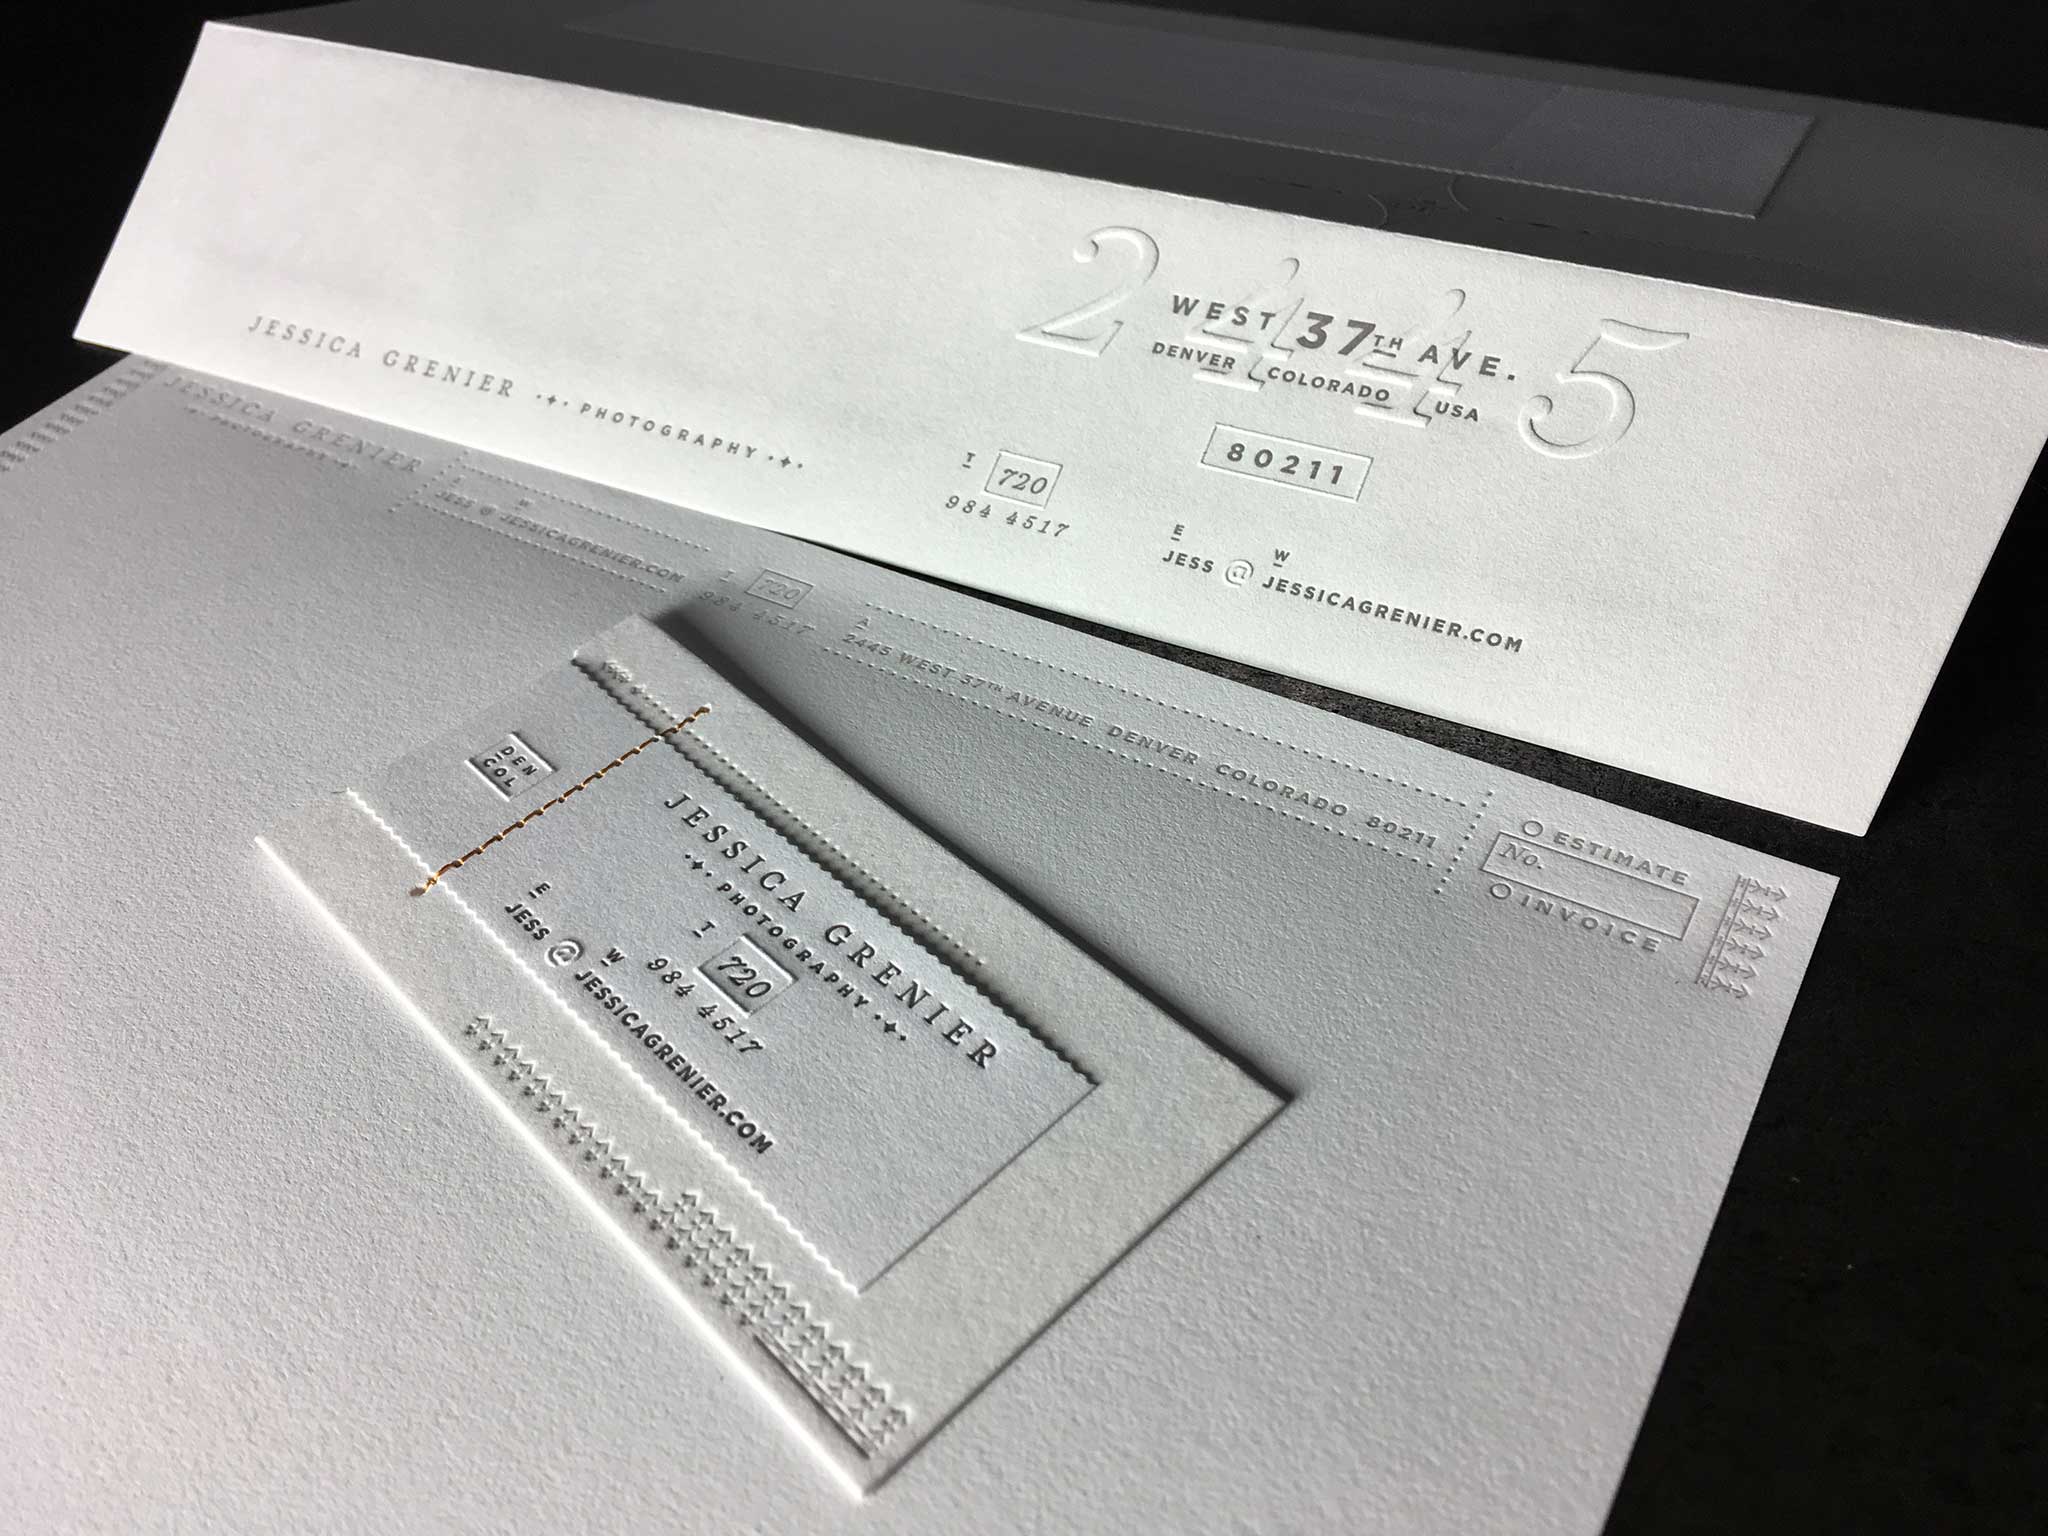 2445
WEST 37TH AVE.
DENVER COLORADO USA
80211
JESSICA GRENIER PHOTOGRAPHY
T 720
984 4517
E W
JESS @ JESSICAGRENIER.COM
JESSICA GRENIER
PHOTOGRAPHY
E W
JESS @ JESSICAGRENIER.COM
T 720
984 4517
A
2445 WEST 37TH AVENUE DENVER COLORADO 80211
ESTIMATE
No.
INVOICE
DEN
COL
JESSICA GRENIER
PHOTOGRAPHY
T 720
984 4517
E W
JESS @ JESSICAGRENIER.COM